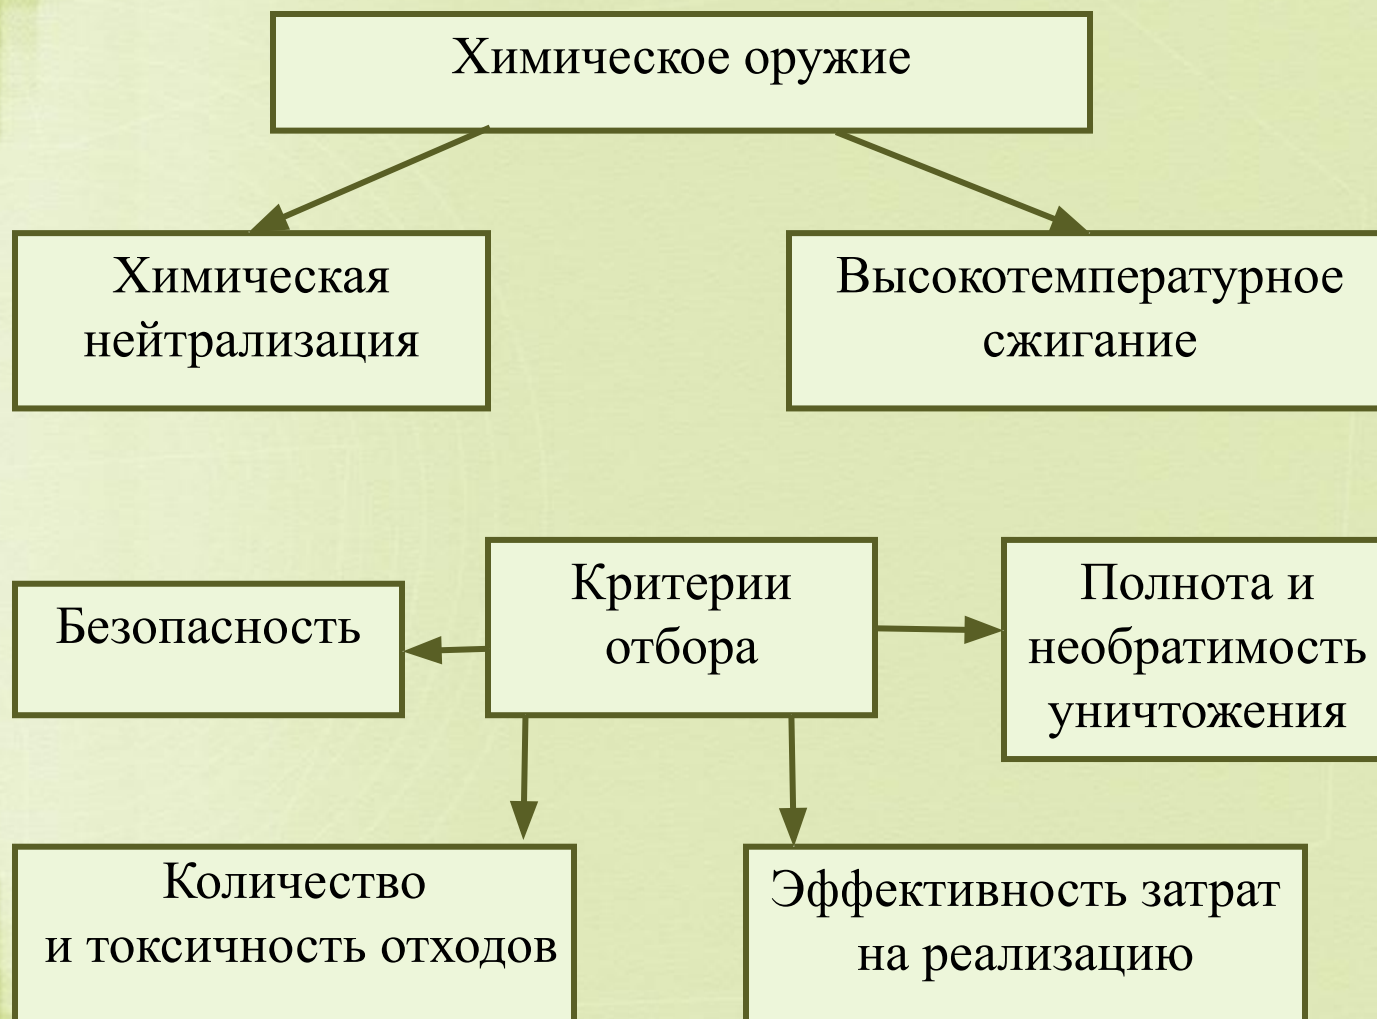 Химическое оружие
Химическая
нейтрализация
Высокотемпературное
сжигание
Безопасность
Критерии
отбора
Полнота и
необратимость
уничтожения
Количество
и токсичность отходов
Эффективность затрат
на реализацию